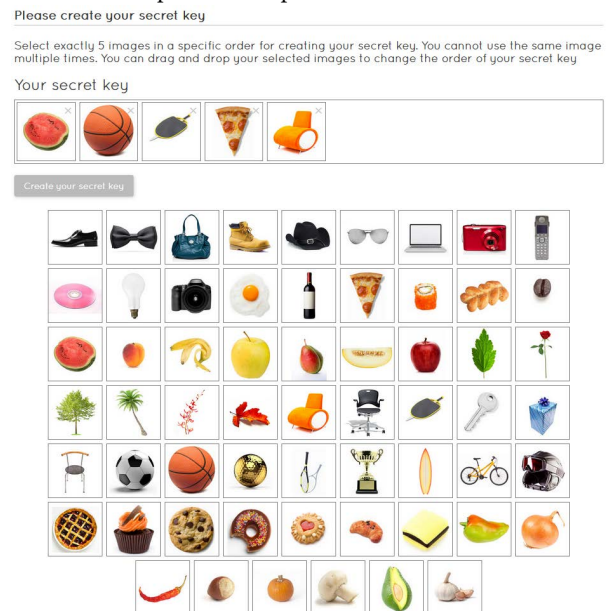 Please create your secret key
Select exactly 5 images in a specific order for creating your secret key. You cannot use the same image
multiple times. You can drag and drop your selected images to change the order of your secret key
Your secret key
Create your secret key